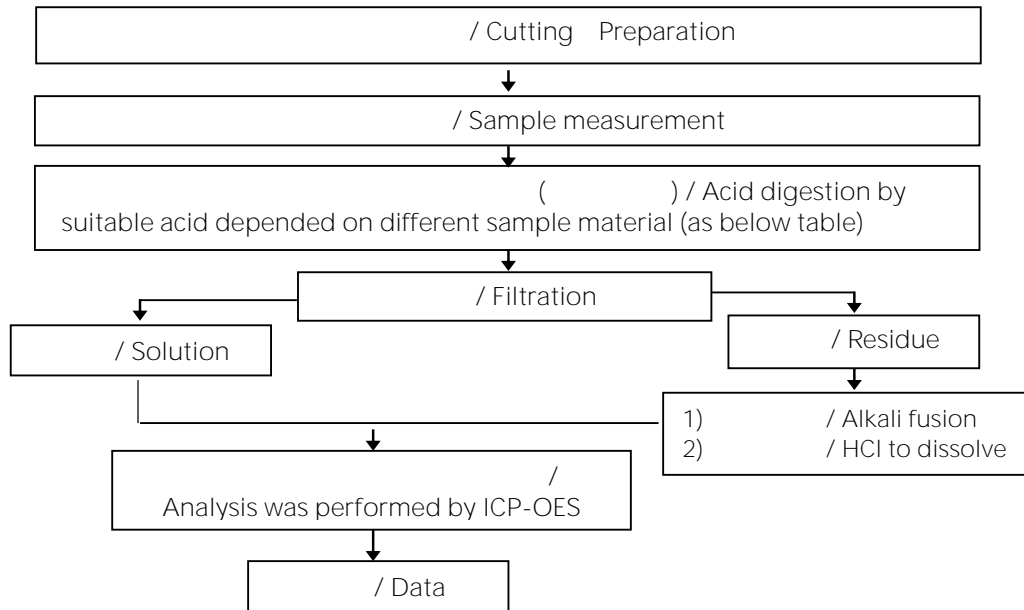 / Cutting Preparation
/ Sample measurement
( ) / Acid digestion by
suitable acid depended on different sample material (as below table)
/ Filtration
/ Solution
/ Residue
1) / Alkali fusion
2) / HCl to dissolve
/
Analysis was performed by ICP-OES
/ Data